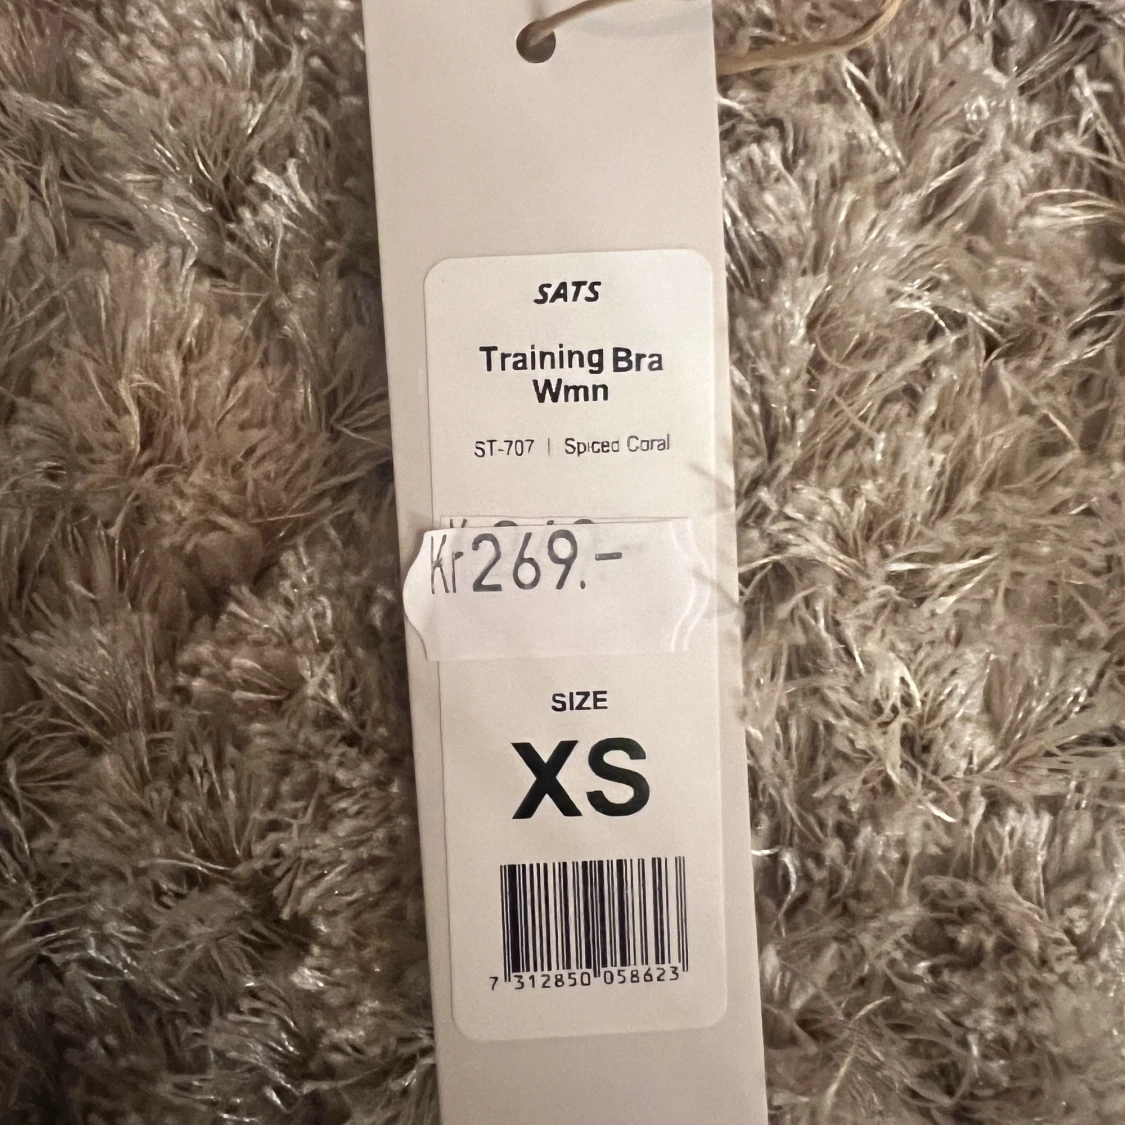 SATS
Training Bra
Wmn
ST-707 | Spiced Coral
Kr269.-
SIZE
XS
7 312850 058623